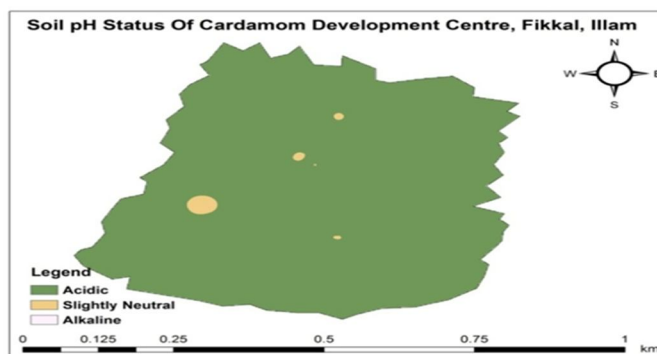 Soil pH Status Of Cardamom Development Centre, Fikkal, Illam
N
W E
S
Legend
Acidic
Slightly Neutral
Alkaline
0 0.125 0.25 0.5 0.75 1
km